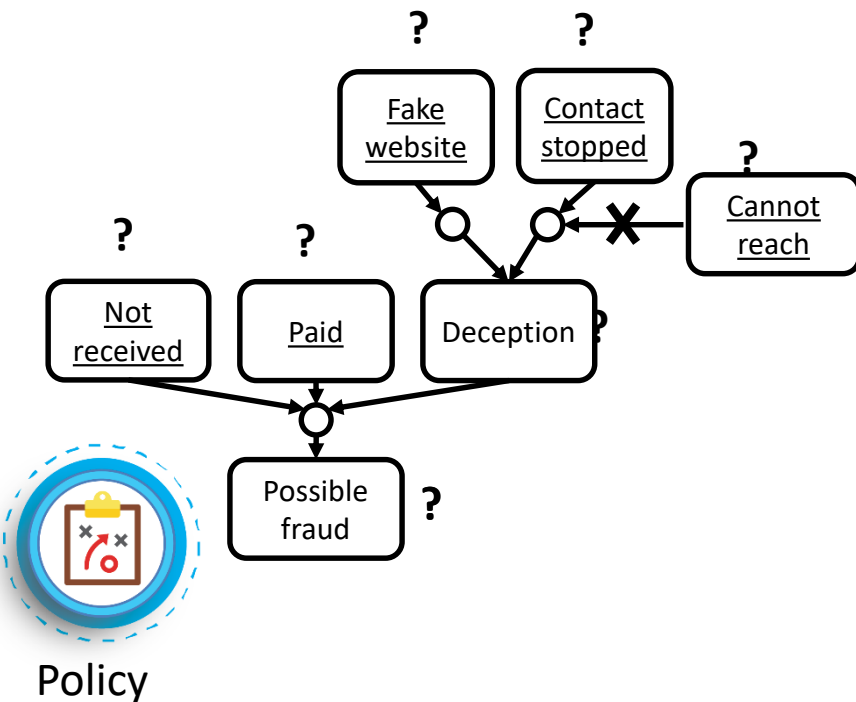 ?
?
Fake
website
Contact
stopped
?
Cannot
reach
?
?
Not
received
Paid
Deception
?
Possible
fraud
?
Policy